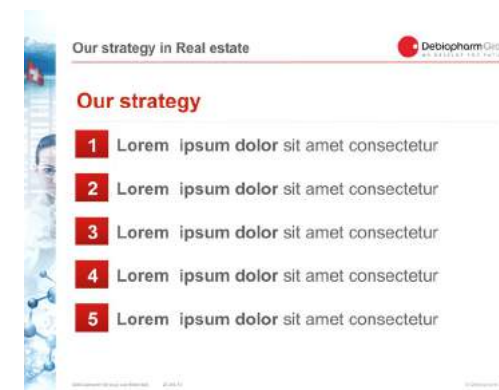 Our strategy in Real estate
Debiopharm
Our strategy
1 Lorem ipsum dolor sit amet consectetur
2 Lorem ipsum dolor sit amet consectetur
3 Lorem ipsum dolor sit amet consectetur
4 Lorem ipsum dolor sit amet consectetur
5 Lorem ipsum dolor sit amet consectetur